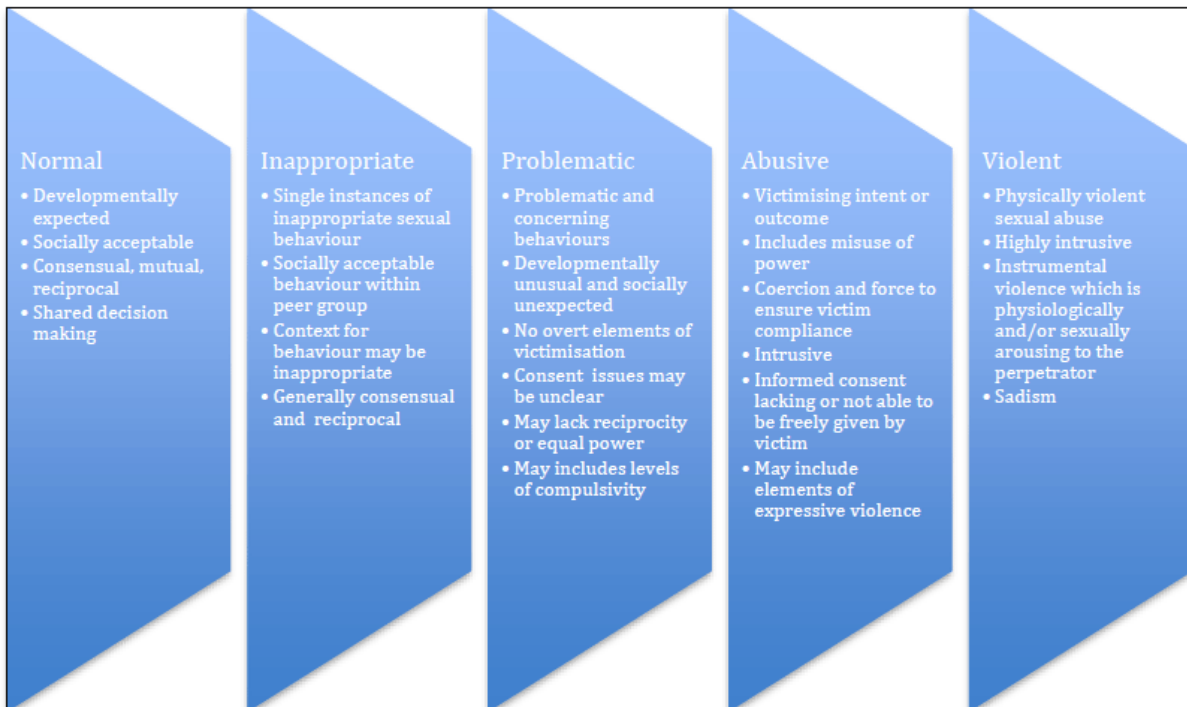 Normal
• Developmentally
expected
• Socially acceptable
• Consensual, mutual,
reciprocal
• Shared decision
making
Inappropriate
• Single instances of
inappropriate sexual
behaviour
• Socially acceptable
behaviour within
peer group
• Context for
behaviour may be
inappropriate
• Generally consensual
and reciprocal
Problematic
• Problematic and
concerning
behaviours
• Developmentally
unusual and socially
unexpected
• No overt elements of
victimisation
• Consent issues may
be unclear
• May lack reciprocity
or equal power
• May includes levels
of compulsivity
Abusive
• Victimising intent or
outcome
• Includes misuse of
power
• Coercion and force to
ensure victim
compliance
• Intrusive
• Informed consent
lacking or not able to
be freely given by
victim
• May include
elements of
expressive violence
Violent
• Physically violent
sexual abuse
• Highly intrusive
• Instrumental
violence which is
physiologically
and/or sexually
arousing to the
perpetrator
• Sadism